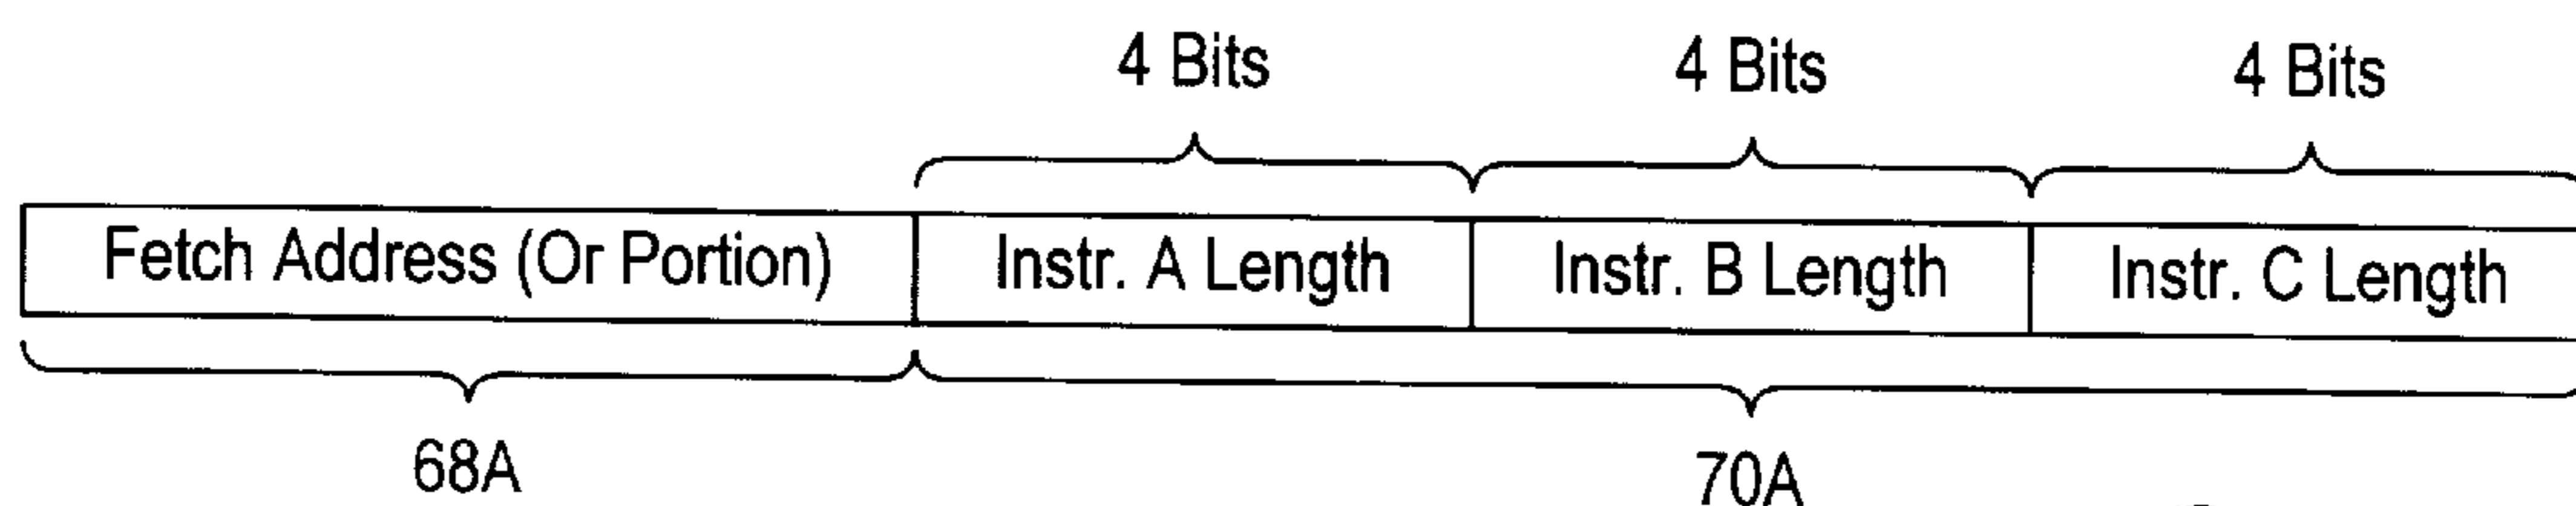 4 Bits 4 Bits 4 Bits
Fetch Address (Or Portion) Instr. A Length Instr. B Length Instr. C Length
68A 70A